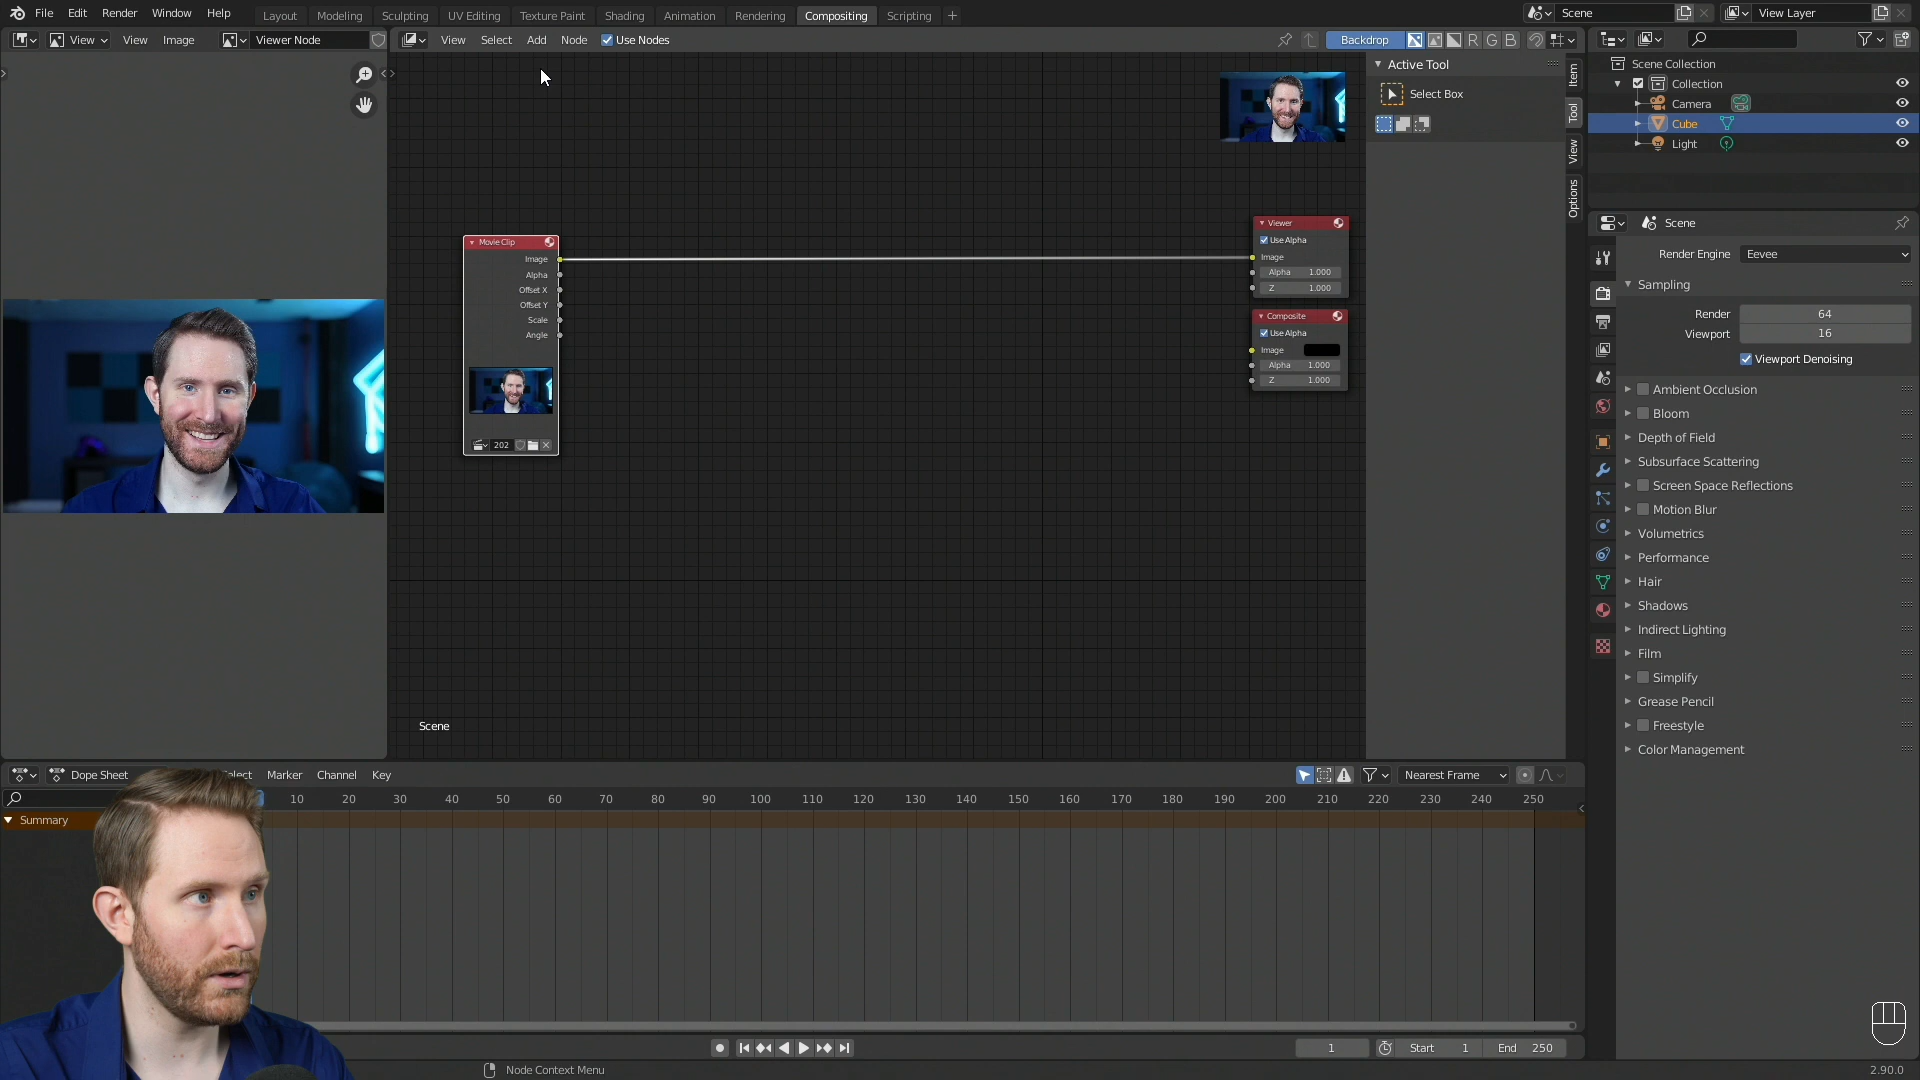 File Edit Render Window Help Layout Modeling Sculpting UV Editing Texture Paint Shading Animation Rendering Compositing Scripting + Scene View Layer
View View Image Viewer Node View Select Add Node Use Nodes Backdrop R G B
Active Tool
Select Box
Item
Tool
View
Options
Scene Collection
Collection
Camera
Cube
Light
Movie Clip
Image
Alpha
Offset X
Offset Y
Scale
Angle
202
Viewer
Use Alpha
Image
Alpha 1.000
Z 1.000
Composite
Use Alpha
Image
Alpha 1.000
Z 1.000
Scene
Scene
Render Engine Eevee
Sampling
Render 64
Viewport 16
Viewport Denoising
Ambient Occlusion
Bloom
Depth of Field
Subsurface Scattering
Screen Space Reflections
Motion Blur
Volumetrics
Performance
Hair
Shadows
Indirect Lighting
Film
Simplify
Grease Pencil
Freestyle
Color Management
Dope Sheet Marker Channel Key Nearest Frame
10 20 30 40 50 60 70 80 90 100 110 120 130 140 150 160 170 180 190 200 210 220 230 240 250
Summary
1 Start 1 End 250
Node Context Menu 2.90.0